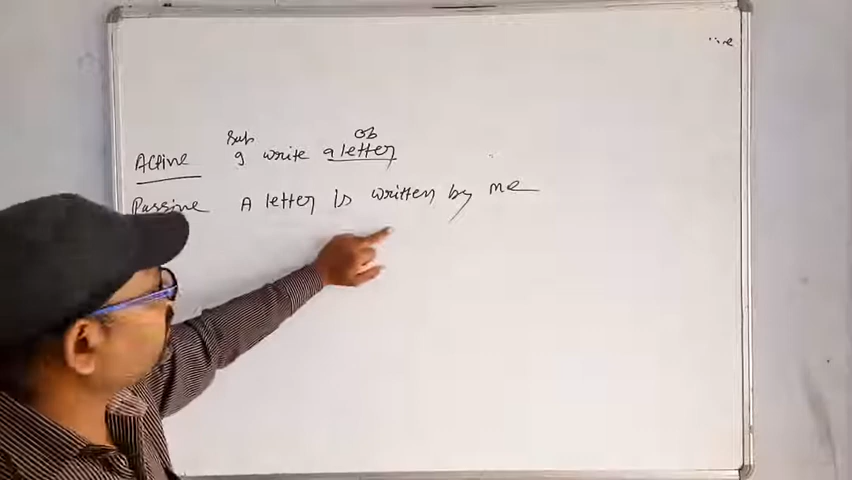 Sub ob
Active I write a letter
Passive A letter is written by me